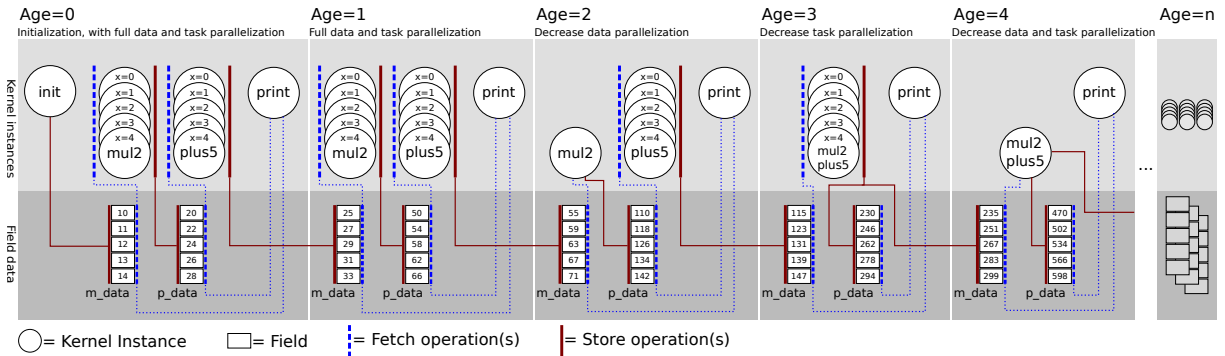 Age=0
Age=1
Age=2
Age=3
Age=4
Age=n
Initialization, with full data and task parallelization
Full data and task parallelization
Decrease data parallelization
Decrease task parallelization
Decrease data and task parallelization
Kernel instances
init
x=0
x=1
x=2
x=3
x=4
mul2
x=0
x=1
x=2
x=3
x=4
plus5
print
x=0
x=1
x=2
x=3
x=4
mul2
x=0
x=1
x=2
x=3
x=4
plus5
print
mul2
x=0
x=1
x=2
x=3
x=4
plus5
print
x=0
x=1
x=2
x=3
x=4
mul2
plus5
print
mul2
plus5
print
...
Field data
10
11
12
13
14
m_data
20
22
24
26
28
p_data
25
27
29
31
33
m_data
50
54
58
62
66
p_data
55
59
63
67
71
m_data
110
118
126
134
142
p_data
115
123
131
139
147
m_data
230
246
262
278
294
p_data
235
251
267
283
299
m_data
470
502
534
566
598
p_data
= Kernel Instance
= Field
= Fetch operation(s)
= Store operation(s)